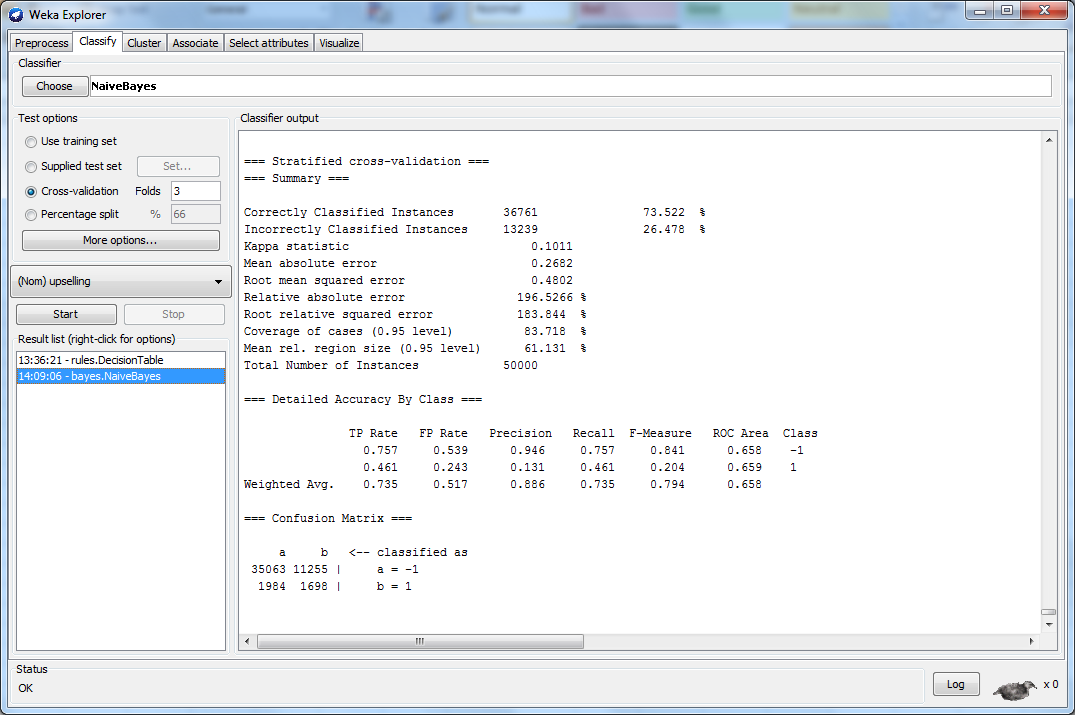 Weka Explorer
Preprocess Classify Cluster Associate Select attributes Visualize
Classifier
Choose NaiveBayes
Test options
Use training set
Supplied test set Set...
Cross-validation Folds 3
Percentage split % 66
More options...
(Nom) upselling
Start Stop
Result list (right-click for options)
13:36:21 - rules.DecisionTable
14:09:06 - bayes.NaiveBayes
Classifier output
=== Stratified cross-validation ===
=== Summary ===
Correctly Classified Instances 36761 73.522 %
Incorrectly Classified Instances 13239 26.478 %
Kappa statistic 0.1011
Mean absolute error 0.2682
Root mean squared error 0.4802
Relative absolute error 196.5266 %
Root relative squared error 183.844 %
Coverage of cases (0.95 level) 83.718 %
Mean rel. region size (0.95 level) 61.131 %
Total Number of Instances 50000
=== Detailed Accuracy By Class ===
TP Rate FP Rate Precision Recall F-Measure ROC Area Class
0.757 0.539 0.946 0.757 0.841 0.658 -1
0.461 0.243 0.131 0.461 0.204 0.659 1
Weighted Avg. 0.735 0.517 0.886 0.735 0.794 0.658
=== Confusion Matrix ===
a b <-- classified as
35063 11255 | a = -1
1984 1698 | b = 1
Status
OK
Log x 0